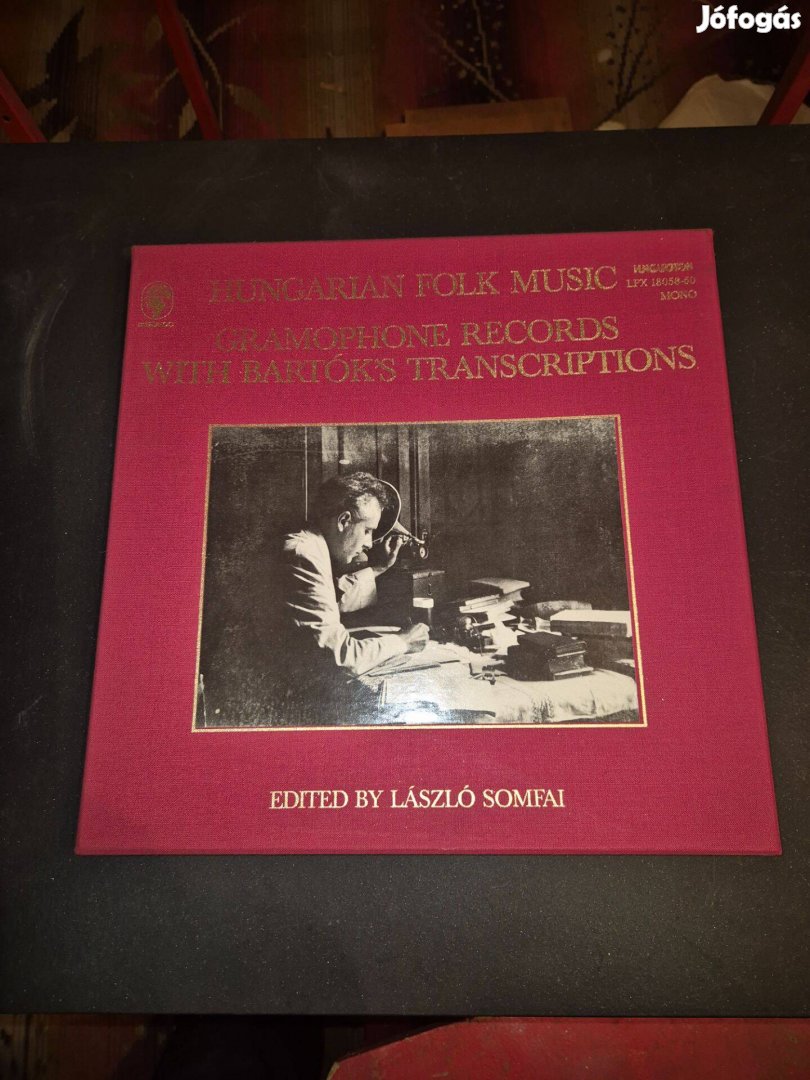 Jófogás
HUNGARIAN FOLK MUSIC
HUNGAROTON
LPX 18058-60
MONO
GRAMOPHONE RECORDS
WITH BARTÓK'S TRANSCRIPTIONS
EDITED BY LÁSZLÓ SOMFAI